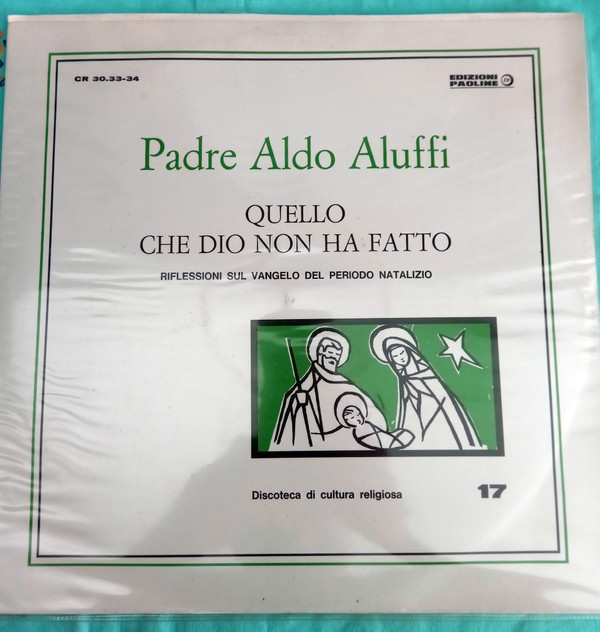 CR 30.33-34
EDIZIONI
PAOLINE
Padre Aldo Aluffi
QUELLO
CHE DIO NON HA FATTO
RIFLESSIONI SUL VANGELO DEL PERIODO NATALIZIO
Discoteca di cultura religiosa
17